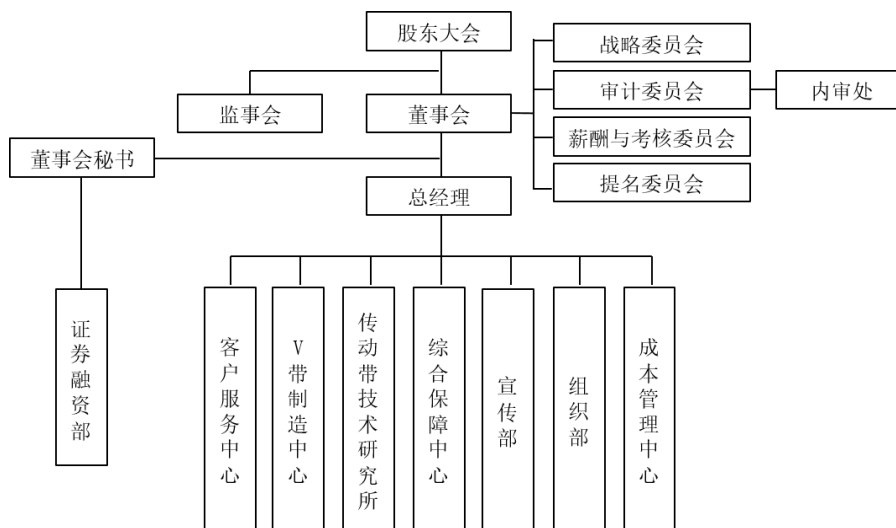 股东大会
战略委员会
审计委员会
内审处
监事会
董事会
薪酬与考核委员会
董事会秘书
提名委员会
总经理
证券融资部
客户服务中心
V带制造中心
传动带技术研究所
综合保障中心
宣传部
组织部
成本管理中心